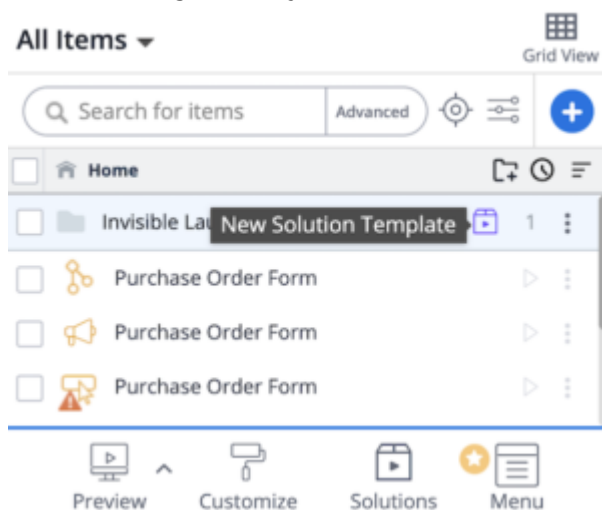 All Items
Grid View
Search for items
Advanced
Home
Invisible
New Solution Template
1
Purchase Order Form
Purchase Order Form
Purchase Order Form
Preview
Customize
Solutions
Menu